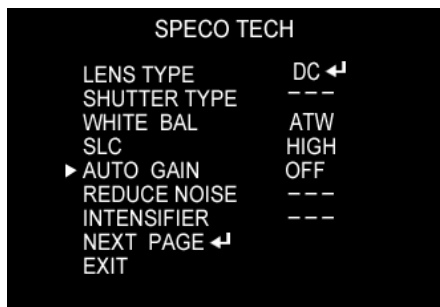 SPECO TECH
LENS TYPE DC ↵
SHUTTER TYPE ---
WHITE BAL ATW
SLC HIGH
▶ AUTO GAIN OFF
REDUCE NOISE ---
INTENSIFIER ---
NEXT PAGE ↵
EXIT